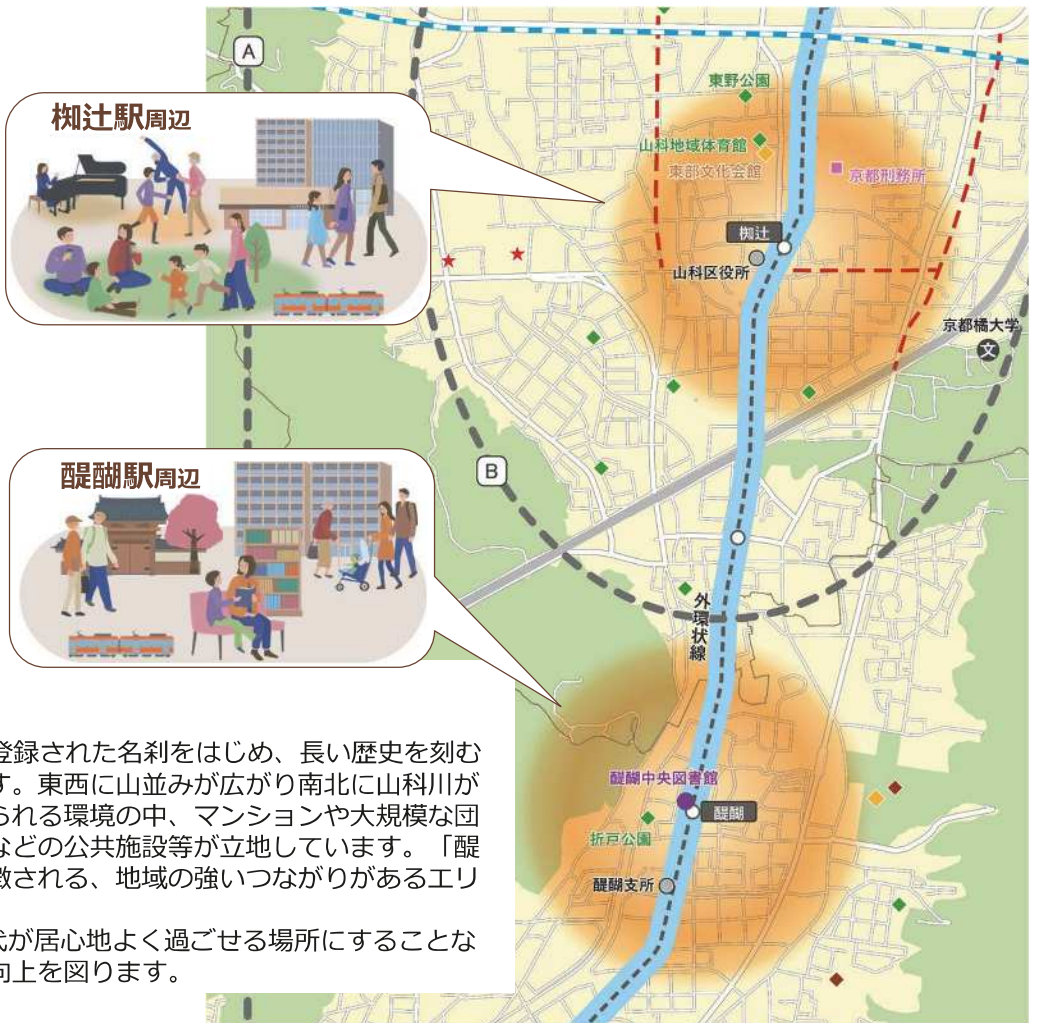 A
椥辻駅周辺
東野公園
山科地域体育館
東部文化会館
京都刑務所
椥辻
山科区役所
京都橘大学
文
B
醍醐駅周辺
外環状線
醍醐中央図書館
醍醐
折戸公園
醍醐支所
登録された名刹をはじめ、長い歴史を刻む
す。東西に山並みが広がり南北に山科川が
られる環境の中、マンションや大規模な団
などの公共施設等が立地しています。「醍
徴される、地域の強いつながりがあるエリ
代が居心地よく過ごせる場所にすることな
向上を図ります。